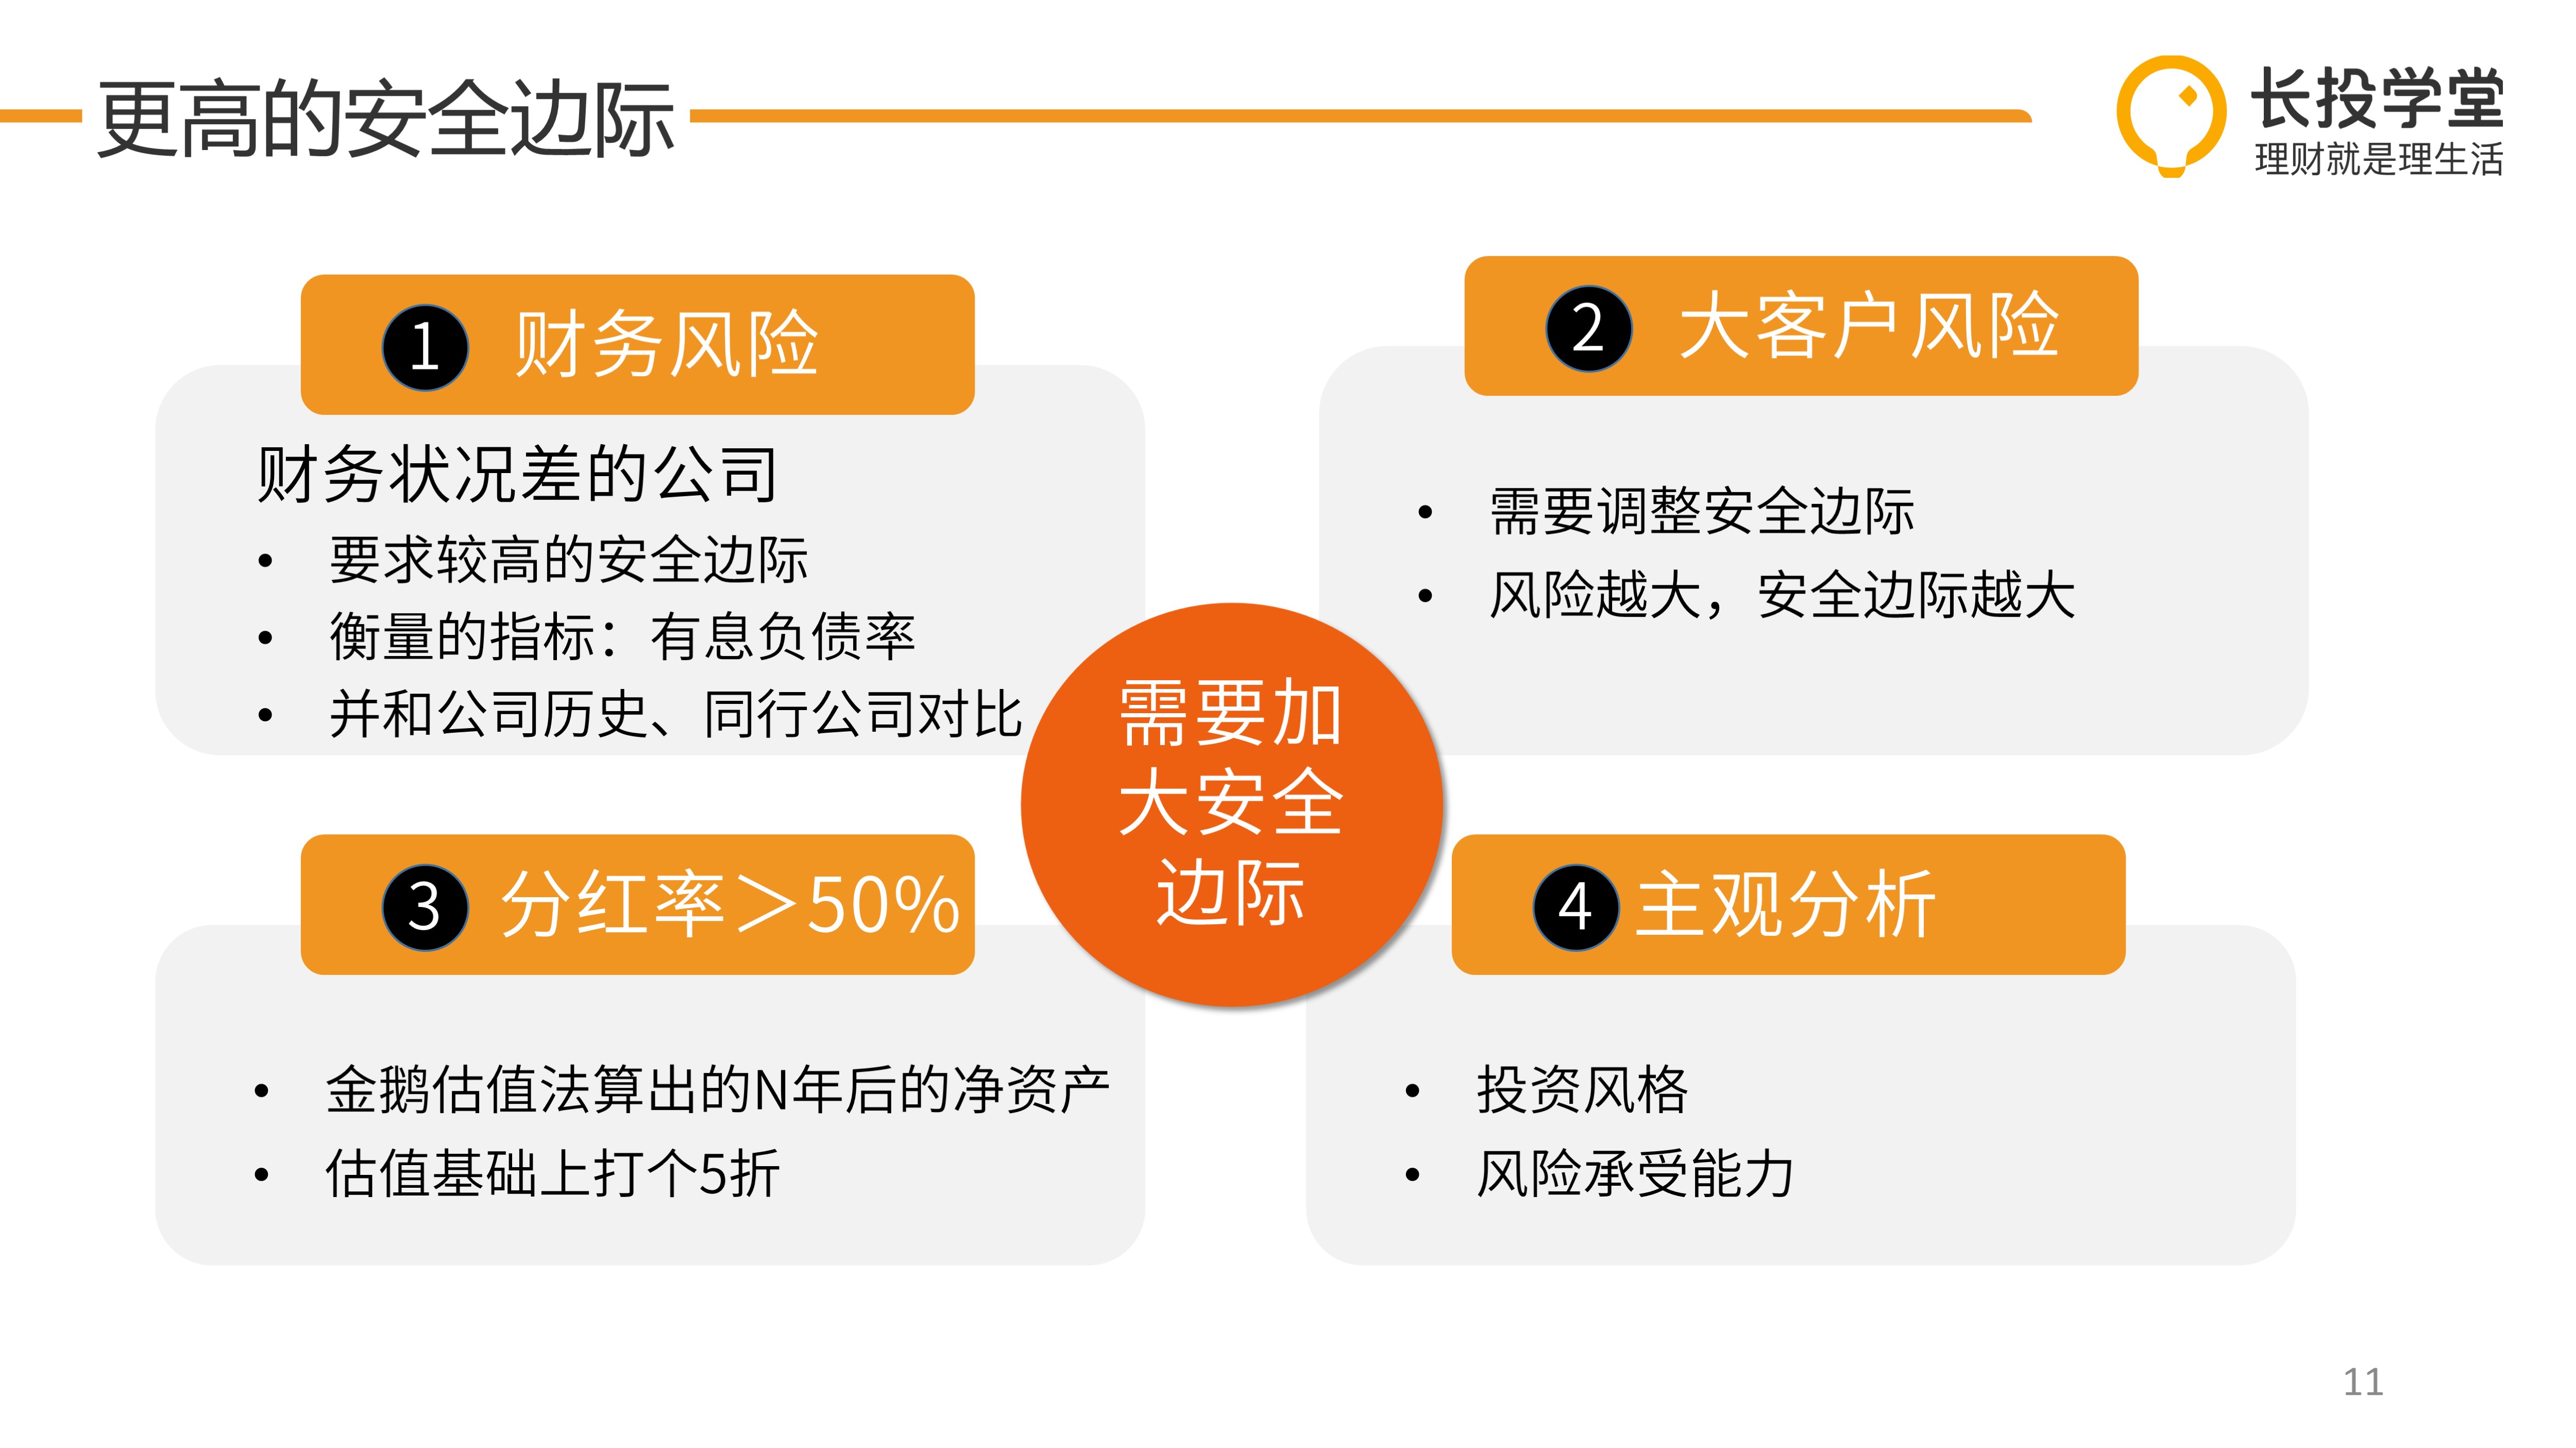 更高的安全边际
长投学堂
理财就是理生活
1 财务风险
财务状况差的公司
• 要求较高的安全边际
• 衡量的指标：有息负债率
• 并和公司历史、同行公司对比
2 大客户风险
• 需要调整安全边际
• 风险越大，安全边际越大
需要加
大安全
边际
3 分红率＞50%
• 金鹅估值法算出的N年后的净资产
• 估值基础上打个5折
4 主观分析
• 投资风格
• 风险承受能力
11